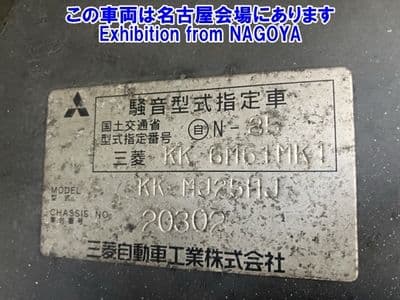 この車両は名古屋会場にあります
Exhibition from NAGOYA
騒音型式指定車
国土交通省
型式指定番号
自 N-35
三菱 KK-6M61MK1
MODEL
型式
KK-MJ25HJ
CHASSIS NO.
車台番号
20302
三菱自動車工業株式会社